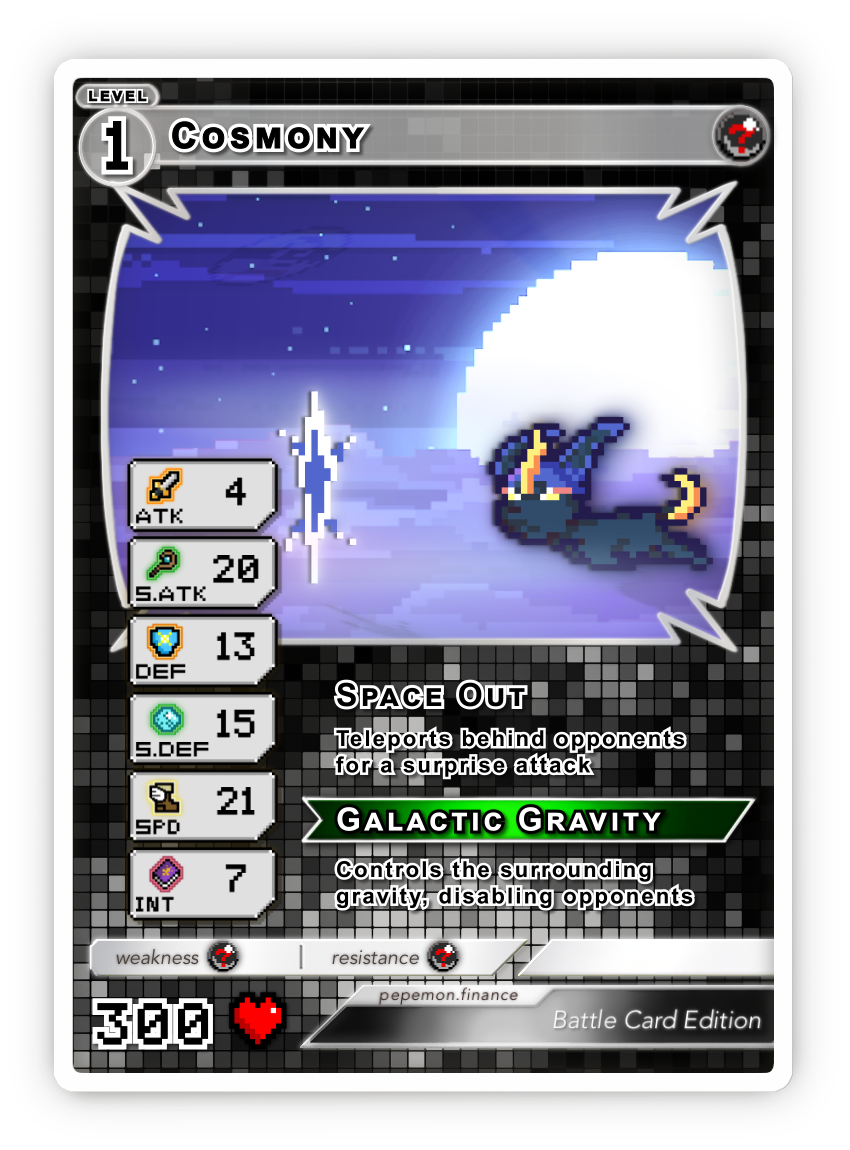 LEVEL
1
COSMONY
ATK 4
S.ATK 20
DEF 13
S.DEF 15
SPD 21
INT 7
SPACE OUT
Teleports behind opponents
for a surprise attack
GALACTIC GRAVITY
Controls the surrounding
gravity, disabling opponents
weakness ? | resistance ?
300
pepemon.finance
Battle Card Edition